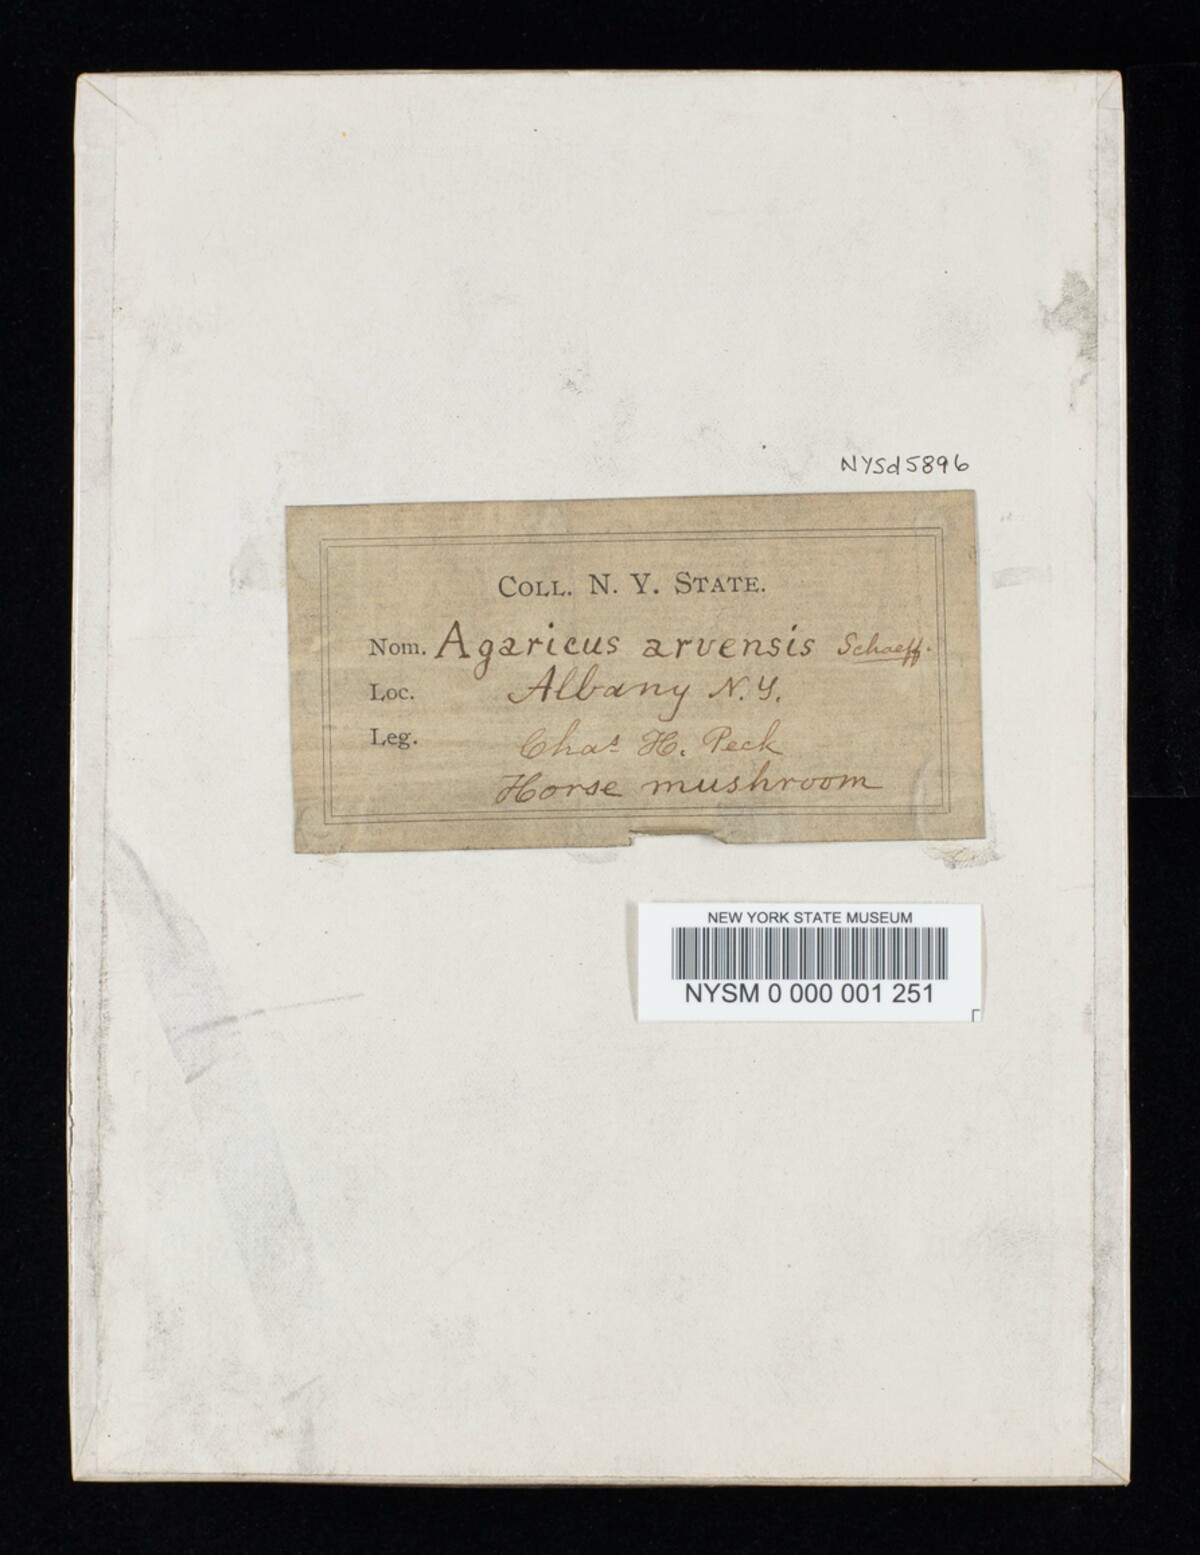 NYSd5896
COLL. N. Y. STATE.
Nom. Agaricus arvensis Schaeff.
Loc. Albany N. Y.
Leg. Chas H. Peck
Horse mushroom
NEW YORK STATE MUSEUM
NYSM 0 000 001 251